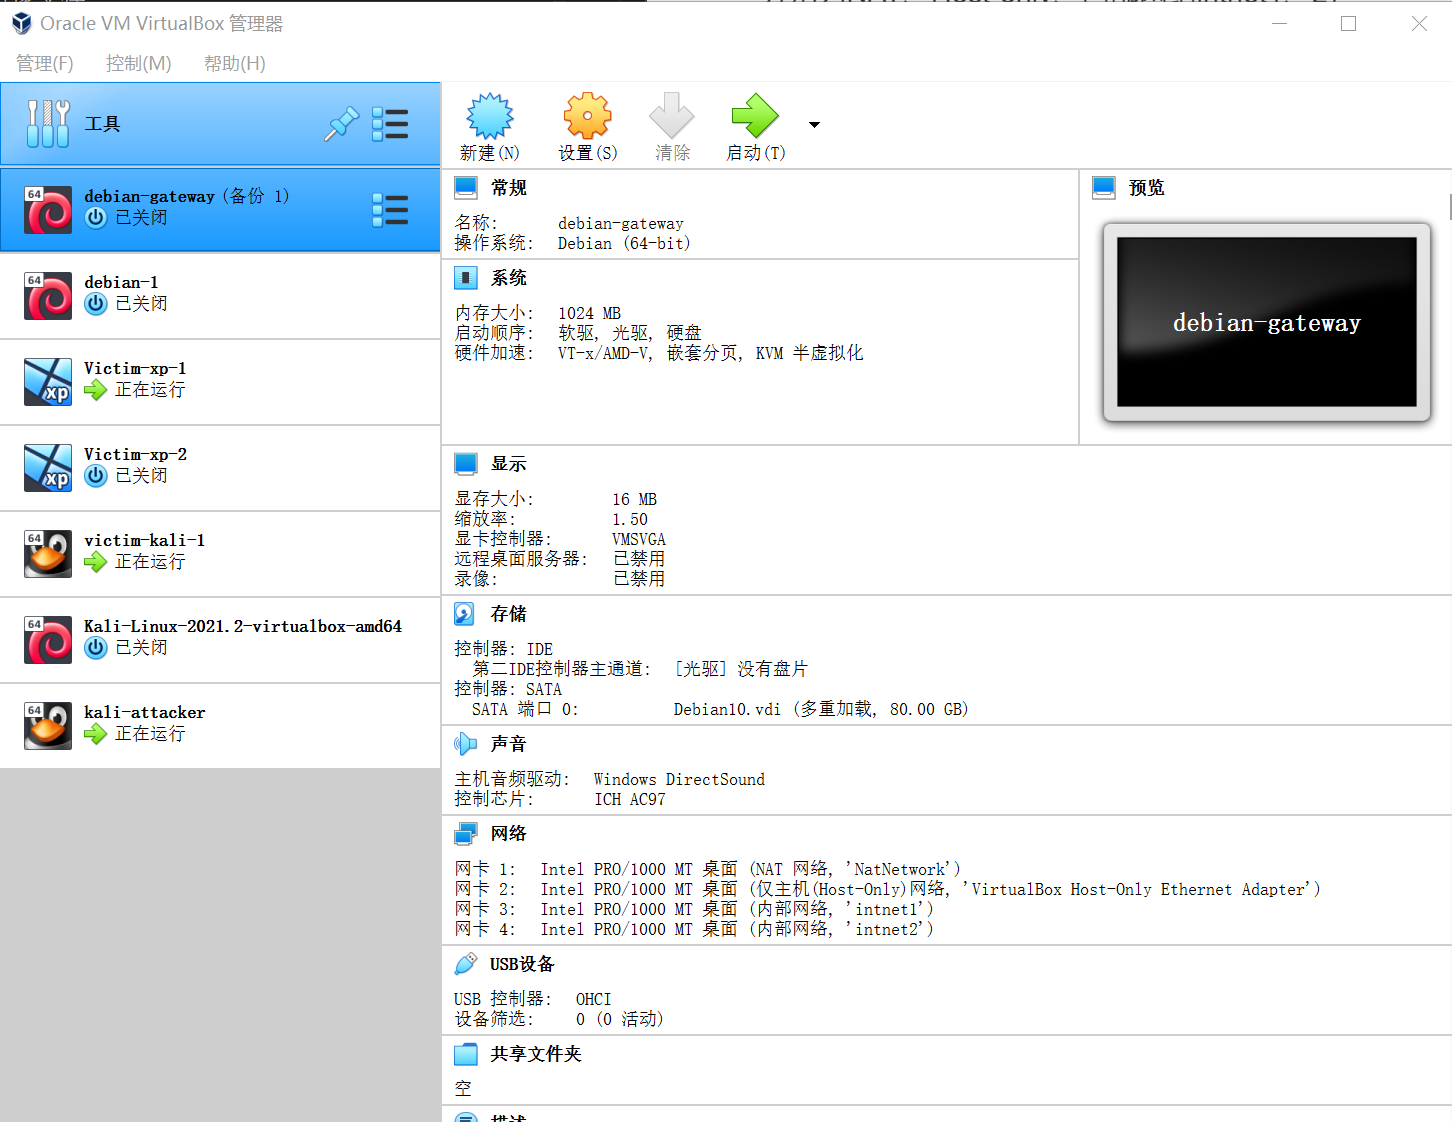 Oracle VM VirtualBox 管理器
管理(F) 控制(M) 帮助(H)
工具
新建(N) 设置(S) 清除 启动(T)
64
debian-gateway (备份 1)
已关闭
64
debian-1
已关闭
xp
Victim-xp-1
正在运行
xp
Victim-xp-2
已关闭
64
victim-kali-1
正在运行
64
Kali-Linux-2021.2-virtualbox-amd64
已关闭
64
kali-attacker
正在运行
常规
名称: debian-gateway
操作系统: Debian (64-bit)
预览
debian-gateway
系统
内存大小: 1024 MB
启动顺序: 软驱, 光驱, 硬盘
硬件加速: VT-x/AMD-V, 嵌套分页, KVM 半虚拟化
显示
显存大小: 16 MB
缩放率: 1.50
显卡控制器: VMSVGA
远程桌面服务器: 已禁用
录像: 已禁用
存储
控制器: IDE
第二IDE控制器主通道: [光驱] 没有盘片
控制器: SATA
SATA 端口 0: Debian10.vdi (多重加载, 80.00 GB)
声音
主机音频驱动: Windows DirectSound
控制芯片: ICH AC97
网络
网卡 1: Intel PRO/1000 MT 桌面 (NAT 网络, 'NatNetwork')
网卡 2: Intel PRO/1000 MT 桌面 (仅主机(Host-Only)网络, 'VirtualBox Host-Only Ethernet Adapter')
网卡 3: Intel PRO/1000 MT 桌面 (内部网络, 'intnet1')
网卡 4: Intel PRO/1000 MT 桌面 (内部网络, 'intnet2')
USB设备
USB 控制器: OHCI
设备筛选: 0 (0 活动)
共享文件夹
空
描述